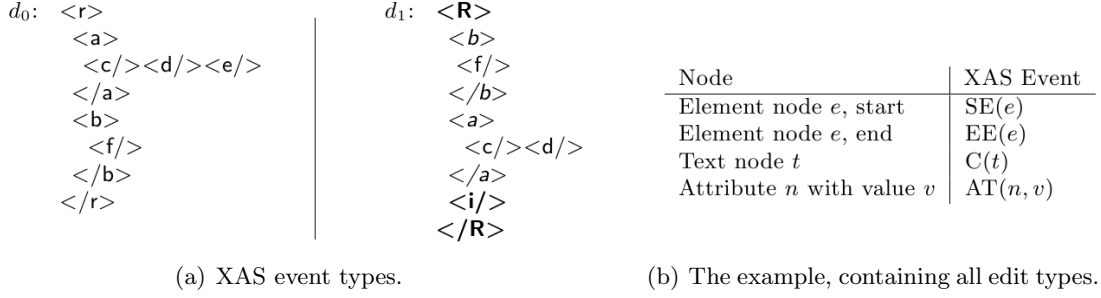 d₀: <r>
<a>
<c/><d/><e/>
</a>
<b>
<f/>
</b>
</r>
d₁: <R>
<b>
<f/>
</b>
<a>
<c/><d/>
</a>
<i/>
</R>
Node XAS Event
Element node e, start SE(e)
Element node e, end EE(e)
Text node t C(t)
Attribute n with value v AT(n, v)
(a) XAS event types.
(b) The example, containing all edit types.